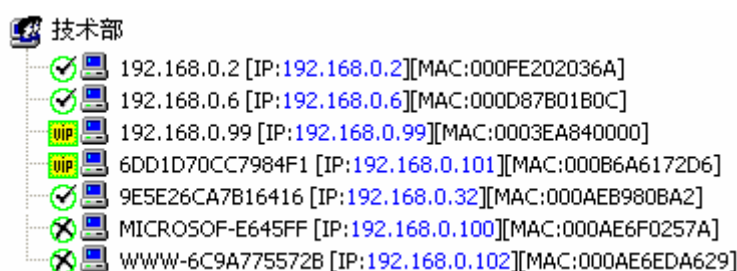 技术部
192.168.0.2 [IP:192.168.0.2][MAC:000FE202036A]
192.168.0.6 [IP:192.168.0.6][MAC:000D87B01B0C]
VIP 192.168.0.99 [IP:192.168.0.99][MAC:0003EA840000]
VIP 6DD1D70CC7984F1 [IP:192.168.0.101][MAC:000B6A6172D6]
9E5E26CA7B16416 [IP:192.168.0.32][MAC:000AEB980BA2]
MICROSOF-E645FF [IP:192.168.0.100][MAC:000AE6F0257A]
WWW-6C9A775572B [IP:192.168.0.102][MAC:000AE6EDA629]